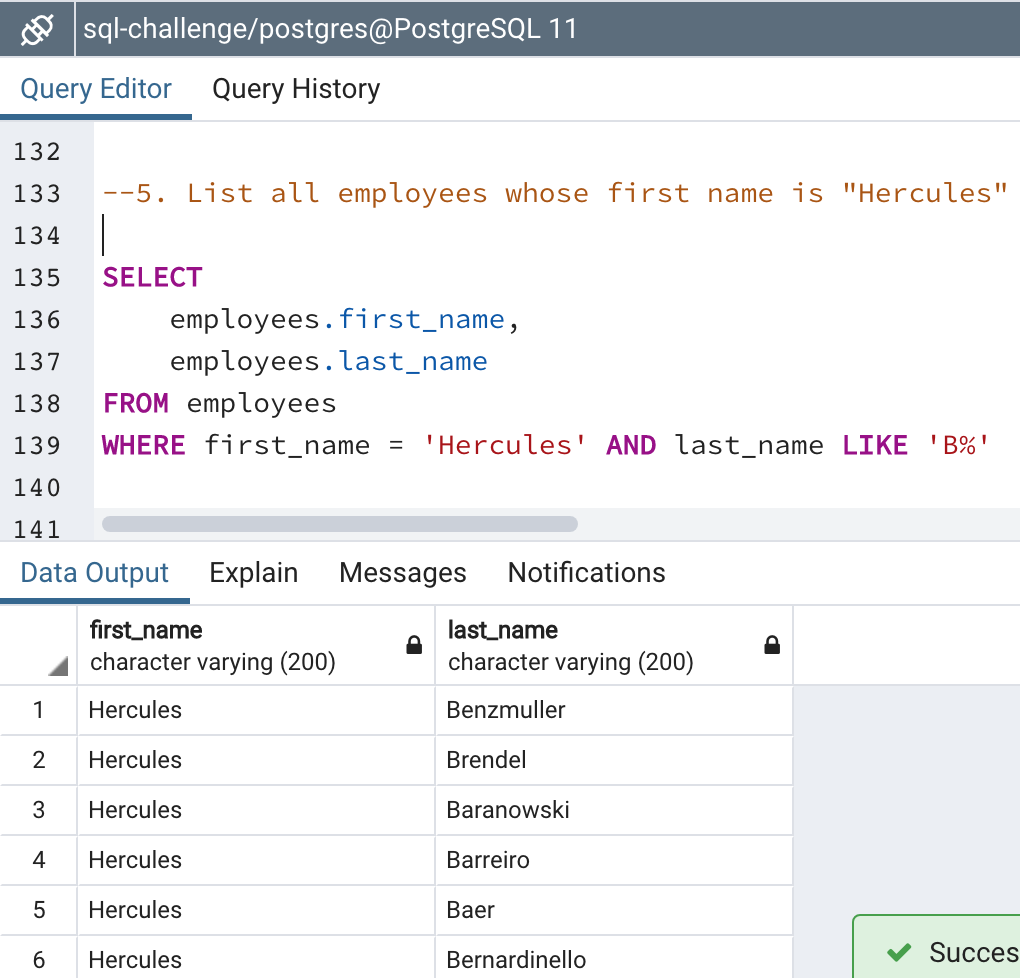 sql-challenge/postgres@PostgreSQL 11
Query Editor Query History
132
133 --5. List all employees whose first name is "Hercules"
134
135 SELECT
136 employees.first_name,
137 employees.last_name
138 FROM employees
139 WHERE first_name = 'Hercules' AND last_name LIKE 'B%'
140
141
Data Output Explain Messages Notifications
first_name last_name
character varying (200) character varying (200)
1 Hercules Benzmuller
2 Hercules Brendel
3 Hercules Baranowski
4 Hercules Barreiro
5 Hercules Baer
6 Hercules Bernardinello
Succes